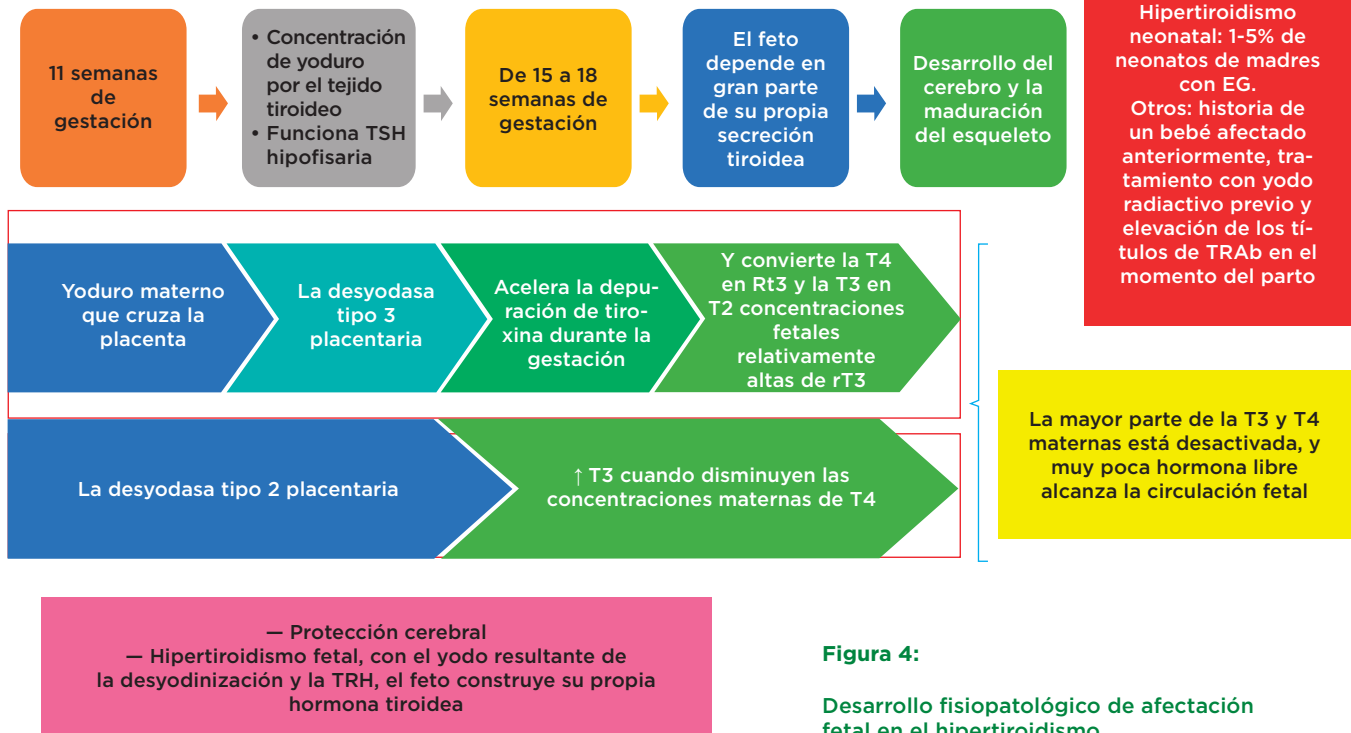 11 semanas
de
gestación
• Concentración
de yoduro
por el tejido
tiroideo
• Funciona TSH
hipofisaria
De 15 a 18
semanas de
gestación
El feto
depende en
gran parte
de su propia
secreción
tiroidea
Desarrollo del
cerebro y la
maduración
del esqueleto
Hipertiroidismo
neonatal: 1-5% de
neonatos de madres
con EG.
Otros: historia de
un bebé afectado
anteriormente, tra-
tamiento con yodo
radiactivo previo y
elevación de los tí-
tulos de TRAb en el
momento del parto
Yoduro materno
que cruza la
placenta
La desyodasa
tipo 3
placentaria
Acelera la depu-
ración de tiro-
xina durante la
gestación
Y convierte la T4
en Rt3 y la T3 en
T2 concentraciones
fetales
relativamente
altas de rT3
La desyodasa tipo 2 placentaria
↑ T3 cuando disminuyen las
concentraciones maternas de T4
La mayor parte de la T3 y T4
maternas está desactivada, y
muy poca hormona libre
alcanza la circulación fetal
— Protección cerebral
— Hipertiroidismo fetal, con el yodo resultante de
la desyodinización y la TRH, el feto construye su propia
hormona tiroidea
Figura 4:
Desarrollo fisiopatológico de afectación
fetal en el hipertiroidismo